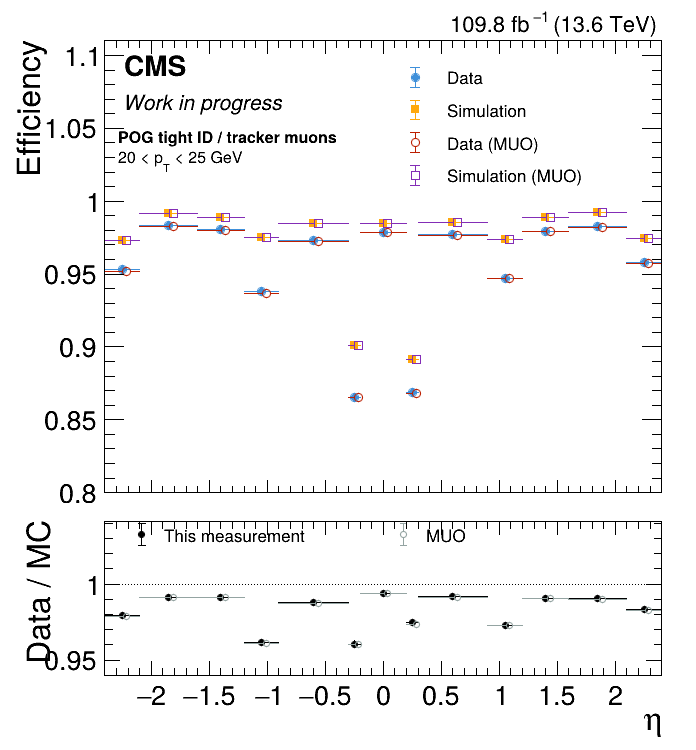 109.8 fb⁻¹ (13.6 TeV)
Efficiency
1.1
1.05
1
0.95
0.9
0.85
0.8
CMS
Work in progress
POG tight ID / tracker muons
20 < p_T < 25 GeV
Data
Simulation
Data (MUO)
Simulation (MUO)
Data / MC
1
0.95
This measurement
MUO
−2 −1.5 −1 −0.5 0 0.5 1 1.5 2
η